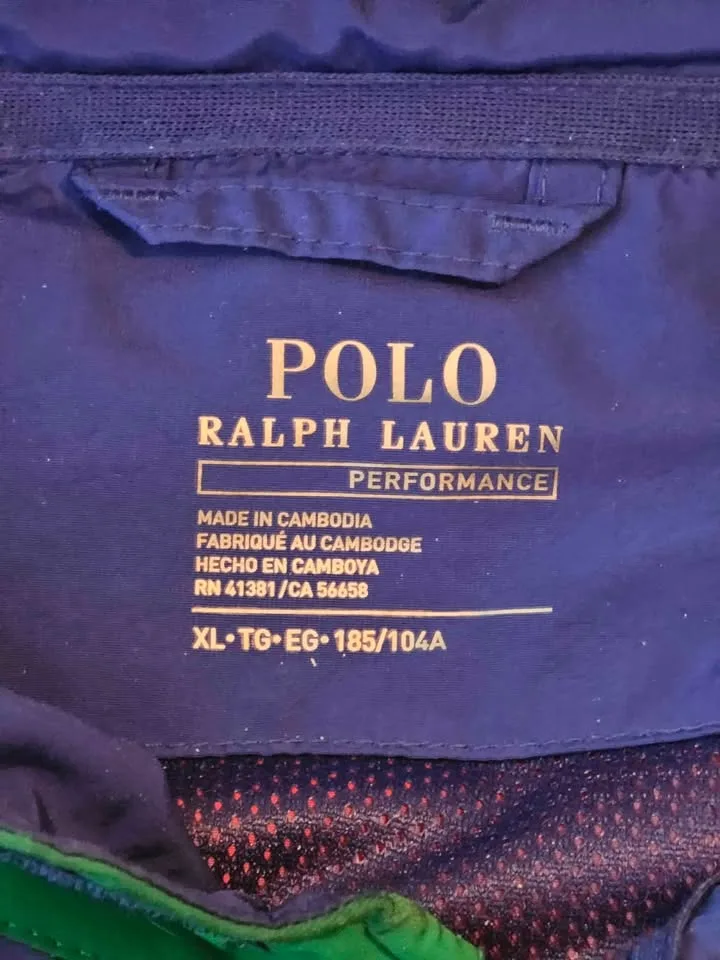 POLO
RALPH LAUREN
PERFORMANCE
MADE IN CAMBODIA
FABRIQUÉ AU CAMBODGE
HECHO EN CAMBOYA
RN 41381/CA 56658
XL•TG•EG•185/104A